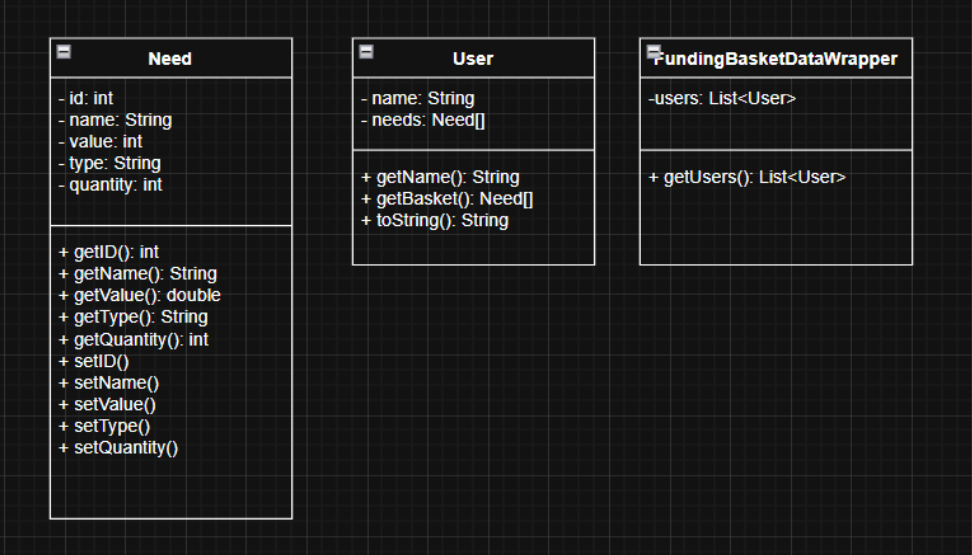 Need
- id: int
- name: String
- value: int
- type: String
- quantity: int
+ getID(): int
+ getName(): String
+ getValue(): double
+ getType(): String
+ getQuantity(): int
+ setID()
+ setName()
+ setValue()
+ setType()
+ setQuantity()
User
- name: String
- needs: Need[]
+ getName(): String
+ getBasket(): Need[]
+ toString(): String
FundingBasketDataWrapper
-users: List<User>
+ getUsers(): List<User>